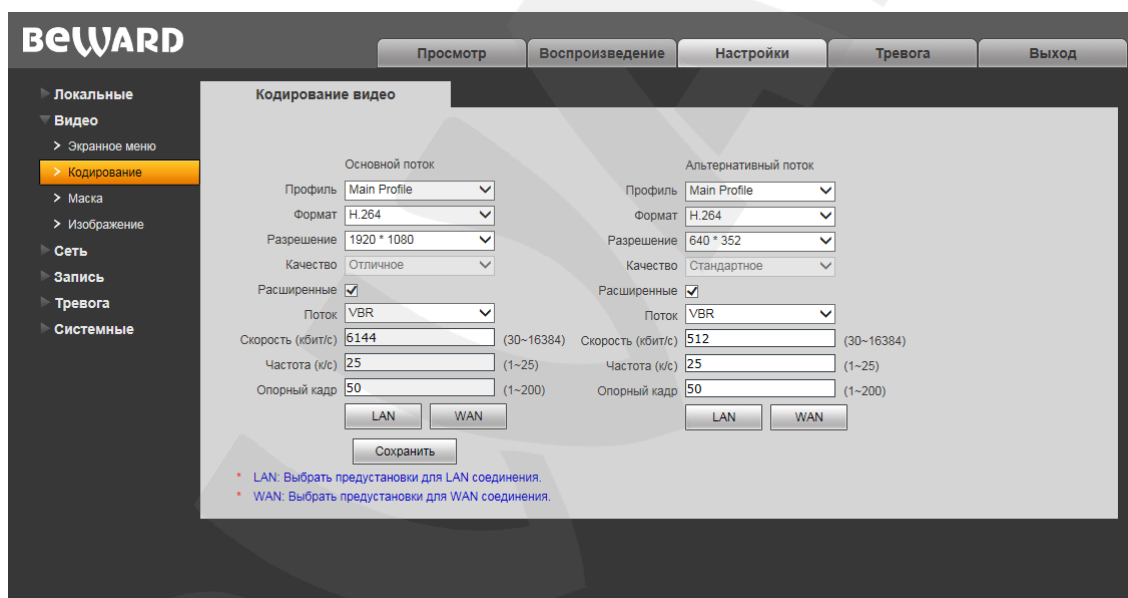 BEWARD
Просмотр Воспроизведение Настройки Тревога Выход
Локальные
Видео
> Экранное меню
> Кодирование
> Маска
> Изображение
Сеть
Запись
Тревога
Системные
Кодирование видео
Основной поток
Профиль Main Profile
Формат H.264
Разрешение 1920 * 1080
Качество Отличное
Расширенные
Поток VBR
Скорость (кбит/с) 6144 (30~16384)
Частота (к/с) 25 (1~25)
Опорный кадр 50 (1~200)
LAN WAN
Альтернативный поток
Профиль Main Profile
Формат H.264
Разрешение 640 * 352
Качество Стандартное
Расширенные
Поток VBR
Скорость (кбит/с) 512 (30~16384)
Частота (к/с) 25 (1~25)
Опорный кадр 50 (1~200)
LAN WAN
Сохранить
* LAN: Выбрать предустановки для LAN соединения.
* WAN: Выбрать предустановки для WAN соединения.